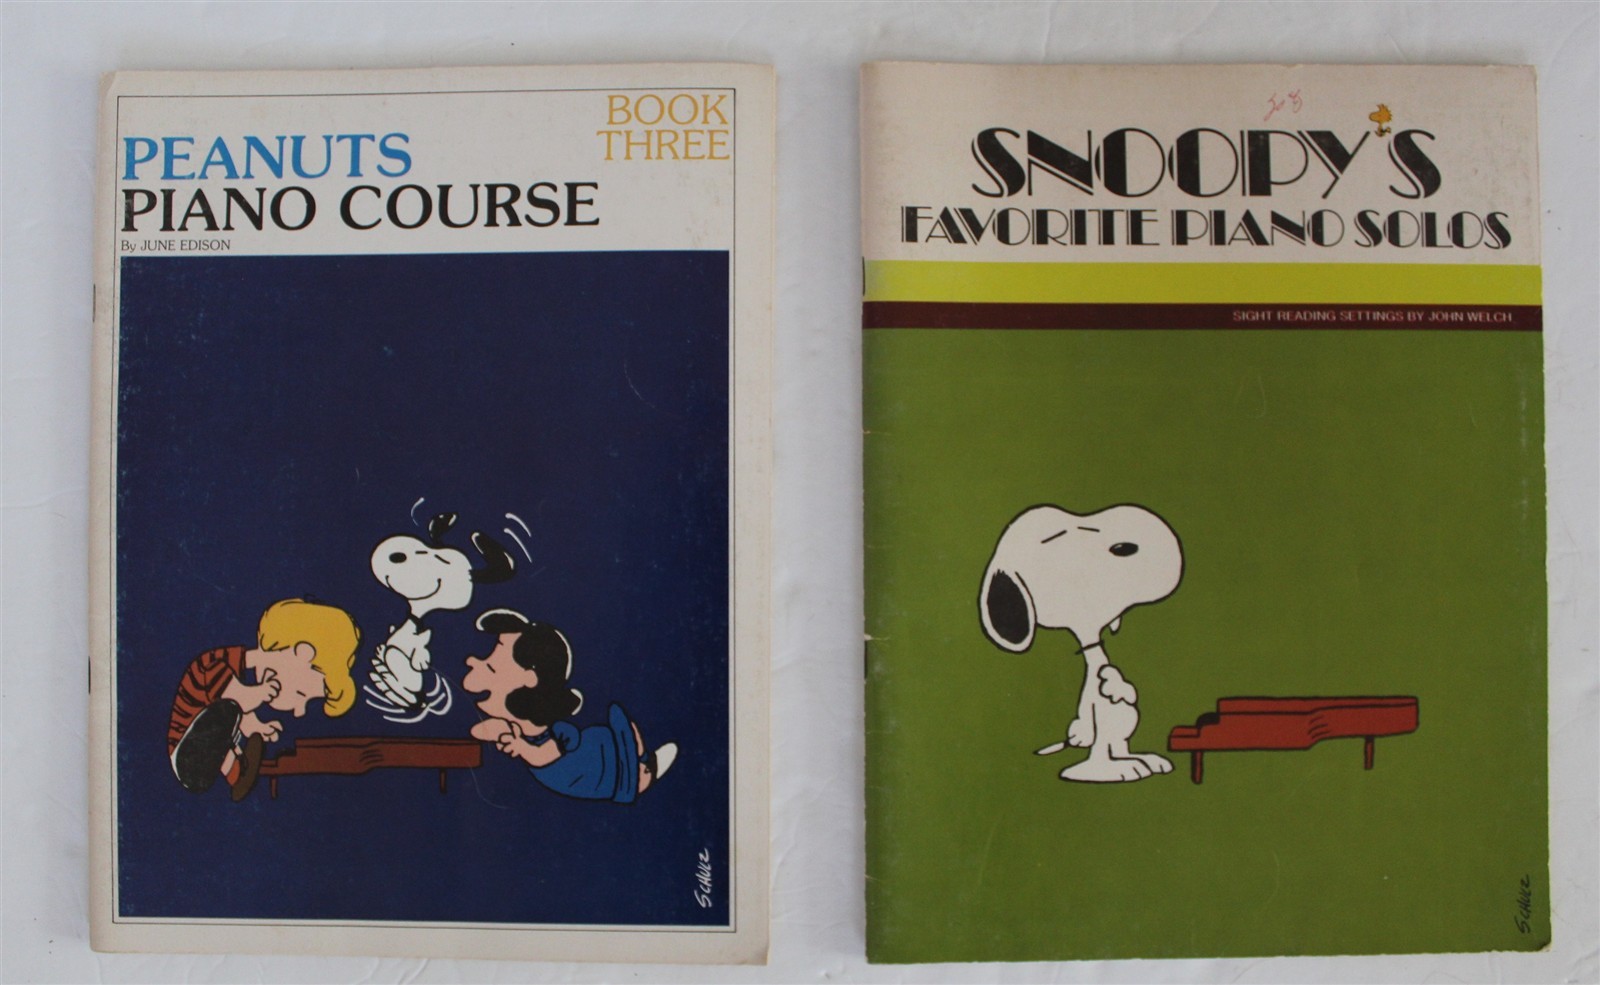 BOOK
THREE
PEANUTS
PIANO COURSE
By JUNE EDISON
SCHULZ
SNOOPY'S
FAVORITE PIANO SOLOS
SIGHT READING SETTINGS BY JOHN WELCH
SCHULZ